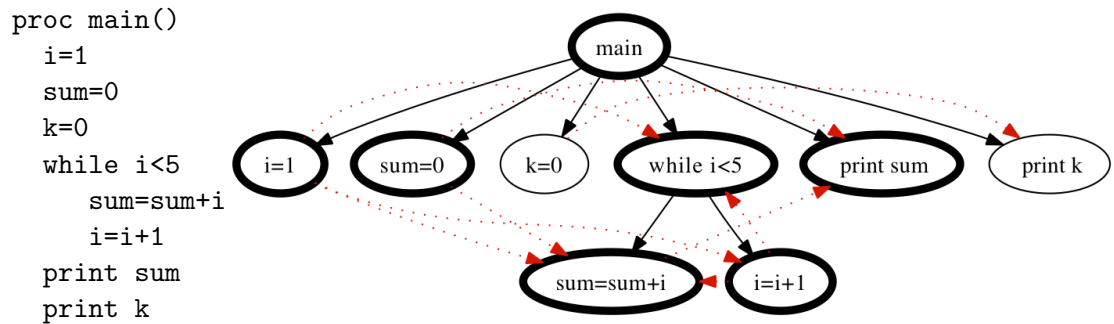 proc main()
i=1
sum=0
k=0
while i<5
sum=sum+i
i=i+1
print sum
print k
main
i=1
sum=0
k=0
while i<5
print sum
print k
sum=sum+i
i=i+1